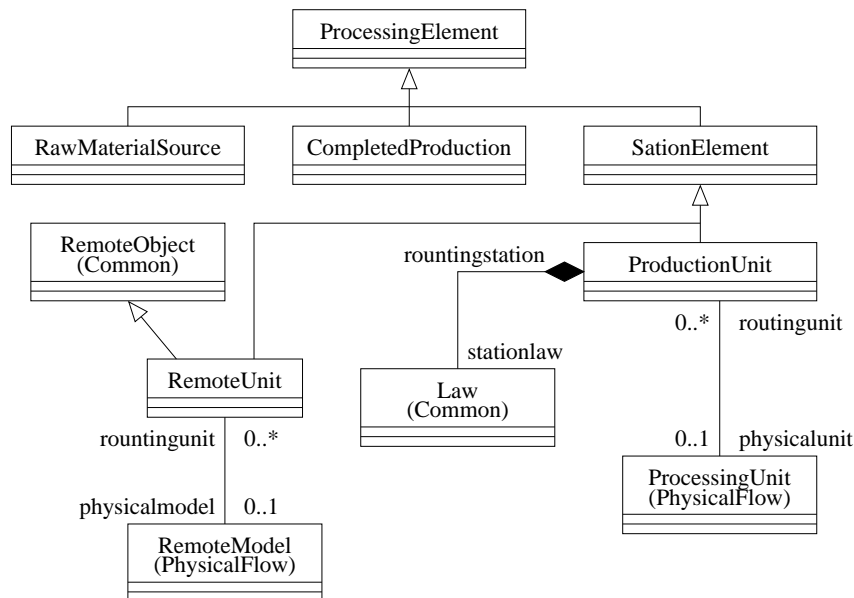 ProcessingElement
RawMaterialSource
CompletedProduction
SationElement
RemoteObject
(Common)
rountingstation
ProductionUnit
0..*
routingunit
stationlaw
RemoteUnit
Law
(Common)
rountingunit
0..*
0..1
physicalunit
ProcessingUnit
(PhysicalFlow)
physicalmodel
0..1
RemoteModel
(PhysicalFlow)